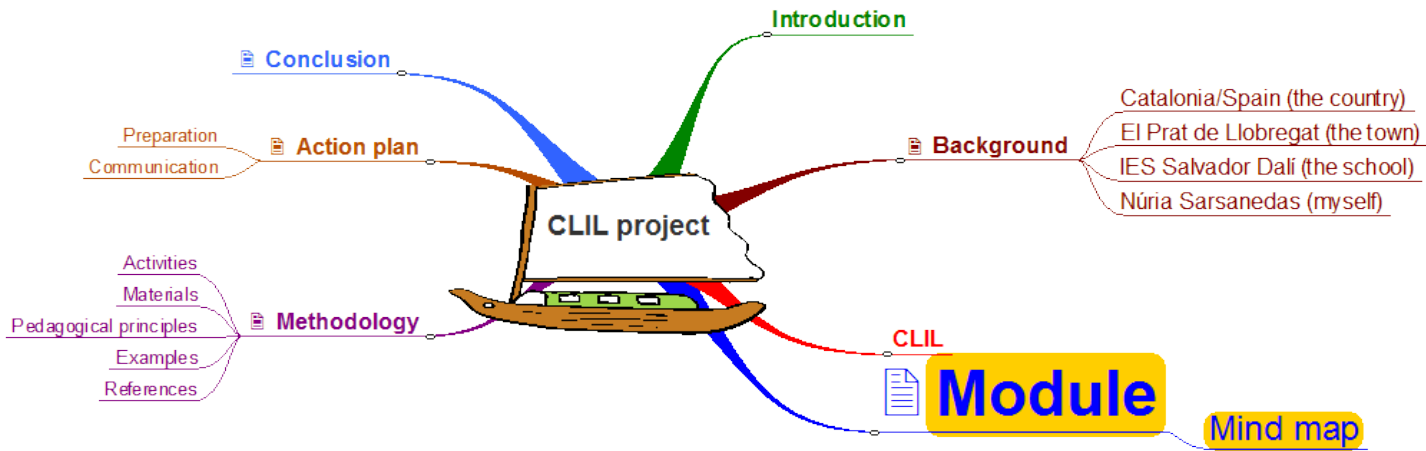 CLIL project
Introduction
Background
Catalonia/Spain (the country)
El Prat de Llobregat (the town)
IES Salvador Dalí (the school)
Núria Sarsanedas (myself)
CLIL
Module
Mind map
Methodology
Activities
Materials
Pedagogical principles
Examples
References
Action plan
Preparation
Communication
Conclusion